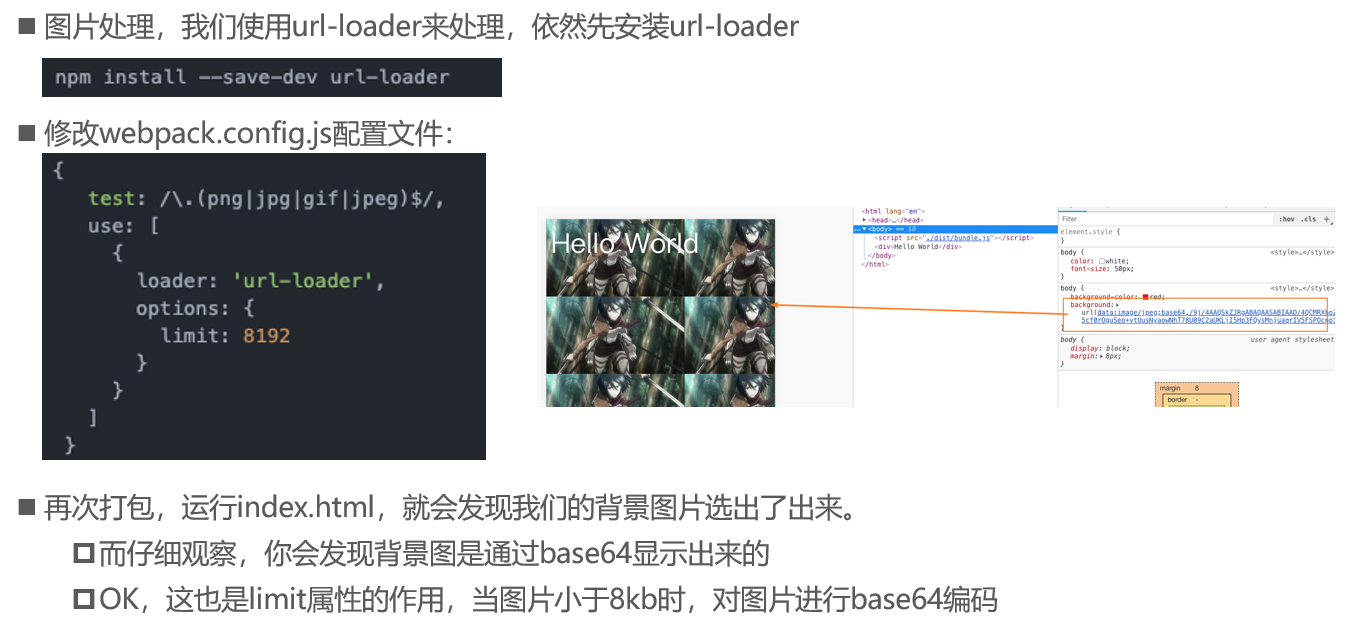 图片处理，我们使用url-loader来处理，依然先安装url-loader
npm install --save-dev url-loader
修改webpack.config.js配置文件：
{
test: /\.(png|jpg|gif|jpeg)$/,
use: [
{
loader: 'url-loader',
options: {
limit: 8192
}
}
]
}
Hello World
<html lang="en">
<head>…</head>
<body> == $0
<script src="./dist/bundle.js"></script>
<div>Hello World</div>
</body>
</html>
Filter :hov .cls +
element.style {
}
body { <style>…</style>
color: white;
font-size: 50px;
}
body { <style>…</style>
background-color: red;
background:
url(data:image/jpeg;base64,/9j/4AAQSkZJRgABAQAASABIAAD/4QCMRXhpZ
}
body { user agent stylesheet
display: block;
margin: 8px;
}
margin 8
border -
再次打包，运行index.html，就会发现我们的背景图片选出了出来。
而仔细观察，你会发现背景图是通过base64显示出来的
OK，这也是limit属性的作用，当图片小于8kb时，对图片进行base64编码